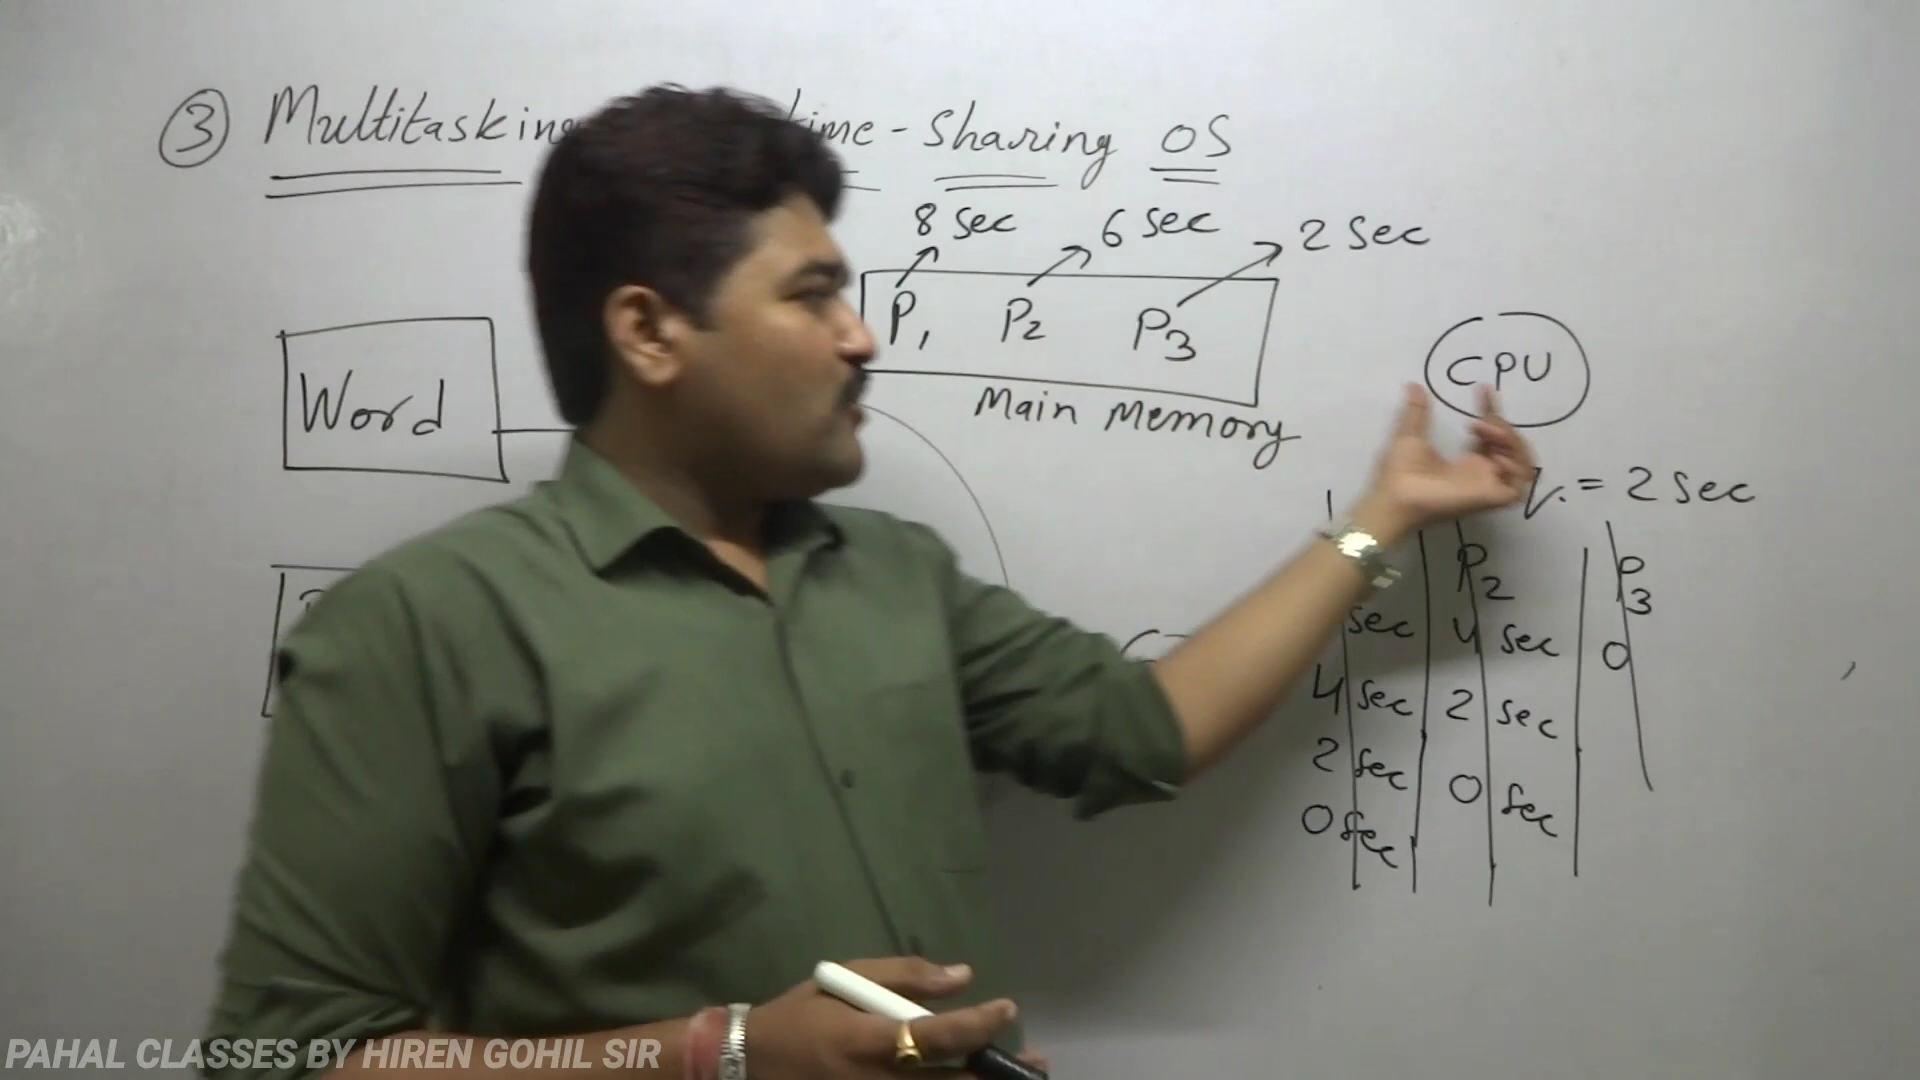 ③ Multitasking time-Sharing OS
8 Sec 6 Sec 2 Sec
P1 P2 P3
Main Memory
CPU
Word
= 2 Sec
P2 P3
sec 4 sec 0
4 sec 2 sec
2 sec 0 sec
0 sec
PAHAL CLASSES BY HIREN GOHIL SIR